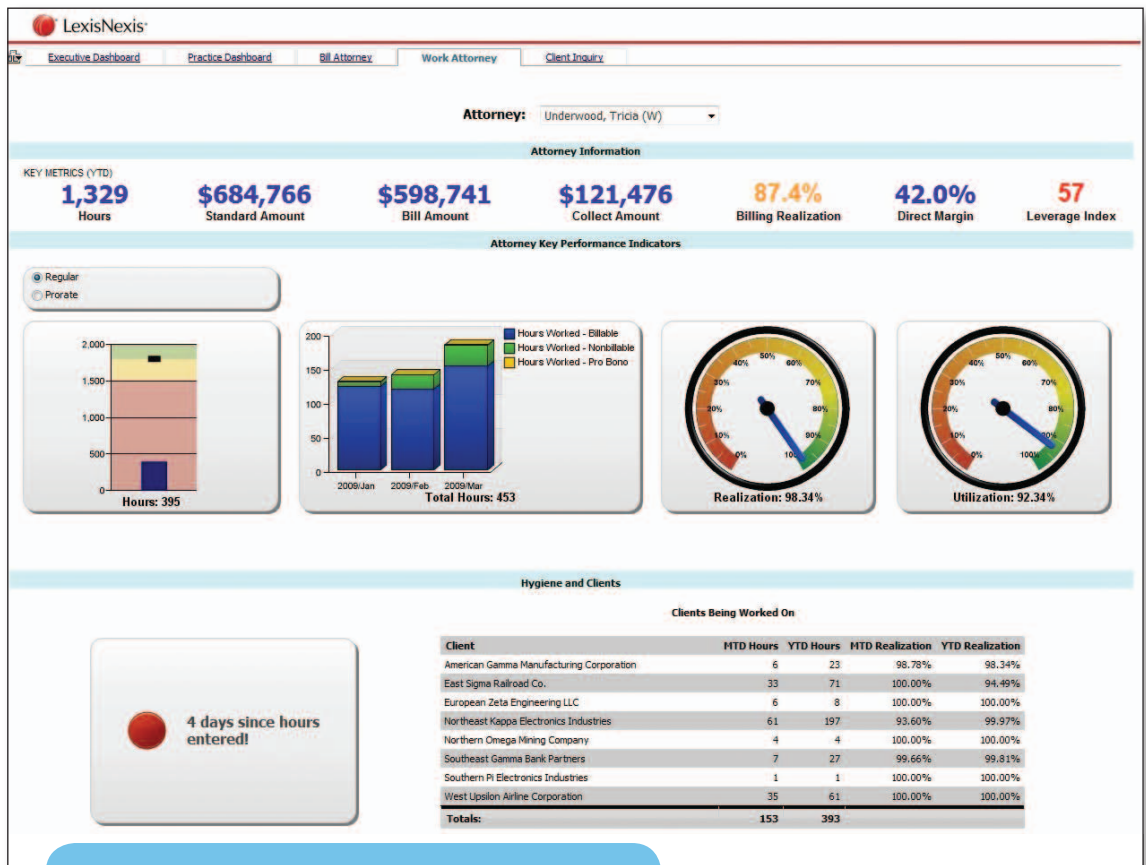 LexisNexis®
Executive Dashboard Practice Dashboard Bill Attorney Work Attorney Client Inquiry
Attorney: Underwood, Tricia (W)
Attorney Information
KEY METRICS (YTD)
1,329 $684,766 $598,741 $121,476 87.4% 42.0% 57
Hours Standard Amount Bill Amount Collect Amount Billing Realization Direct Margin Leverage Index
Attorney Key Performance Indicators
Regular
Prorate
2,000
1,500
1,000
500
0
Hours: 395
200
150
100
50
0
Hours Worked - Billable
Hours Worked - Nonbillable
Hours Worked - Pro Bono
2009/Jan 2009/Feb 2009/Mar
Total Hours: 453
0% 10% 20% 30% 40% 50% 60% 70% 80% 90% 100%
Realization: 98.34%
0% 10% 20% 30% 40% 50% 60% 70% 80% 90% 100%
Utilization: 92.34%
Hygiene and Clients
4 days since hours
entered!
Clients Being Worked On
Client MTD Hours YTD Hours MTD Realization YTD Realization
American Gamma Manufacturing Corporation 6 23 98.78% 98.34%
East Sigma Railroad Co. 33 71 100.00% 94.49%
European Zeta Engineering LLC 6 8 100.00% 100.00%
Northeast Kappa Electronics Industries 61 197 93.60% 99.97%
Northern Omega Mining Company 4 4 100.00% 100.00%
Southeast Gamma Bank Partners 7 27 99.66% 99.81%
Southern Pi Electronics Industries 1 1 100.00% 100.00%
West Upsilon Airline Corporation 35 61 100.00% 100.00%
Totals: 153 393